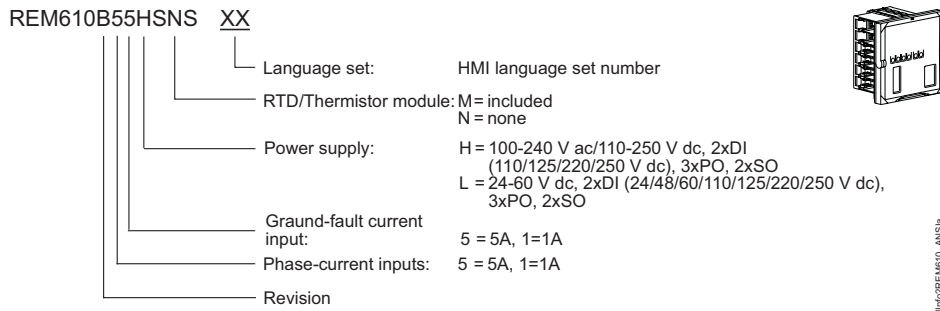 REM610B55HSNS XX
Language set: HMI language set number
RTD/Thermistor module: M= included
N = none
Power supply: H = 100-240 V ac/110-250 V dc, 2xDI
(110/125/220/250 V dc), 3xPO, 2xSO
L = 24-60 V dc, 2xDI (24/48/60/110/125/220/250 V dc),
3xPO, 2xSO
Ground-fault current
input: 5 = 5A, 1=1A
Phase-current inputs: 5 = 5A, 1=1A
Revision